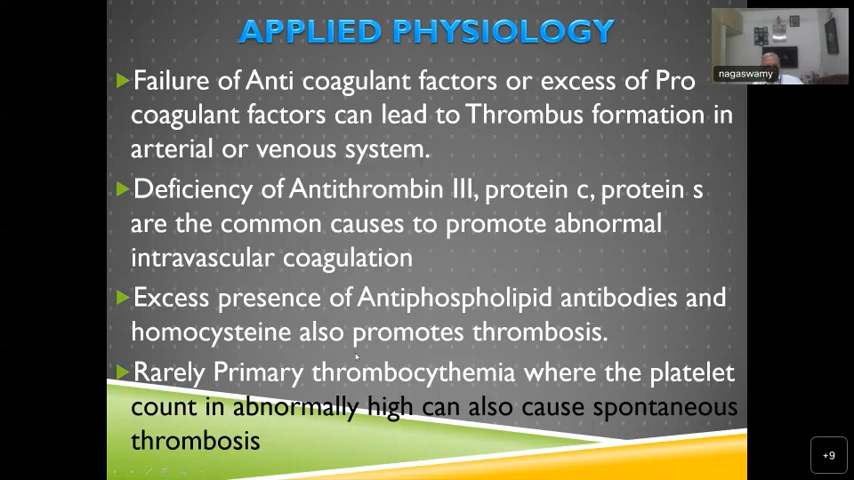 APPLIED PHYSIOLOGY
nagaswamy
Failure of Anti coagulant factors or excess of Pro
coagulant factors can lead to Thrombus formation in
arterial or venous system.
Deficiency of Antithrombin III, protein c, protein s
are the common causes to promote abnormal
intravascular coagulation
Excess presence of Antiphospholipid antibodies and
homocysteine also promotes thrombosis.
Rarely Primary thrombocythemia where the platelet
count in abnormally high can also cause spontaneous
thrombosis
+9